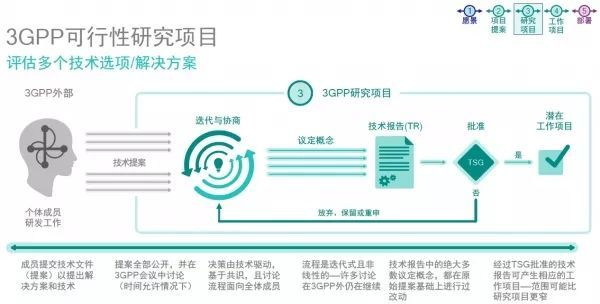 1 2 3 4 5
愿景 项目提案 研究项目 工作项目 部署
3GPP可行性研究项目
评估多个技术选项/解决方案
3GPP外部
3 3GPP研究项目
迭代与协商
技术提案
议定概念
技术报告(TR)
批准
TSG
是
否
潜在
工作项目
个体成员
研发工作
放弃、保留或重申
成员提交技术文件
（提案）以提出解
决方案和技术
提案全部公开，并在
3GPP会议中讨论
（时间允许情况下）
决策由技术驱动，
基于共识，且讨论
流程面向全体成员
流程是迭代式且非
线性的—许多讨论
在3GPP外仍在继续
技术报告中的绝大多
数议定概念，都在原
始提案基础上进行过
改动
经过TSG批准的技术
报告可产生相应的工
作项目—范围可能比
研究项目更窄